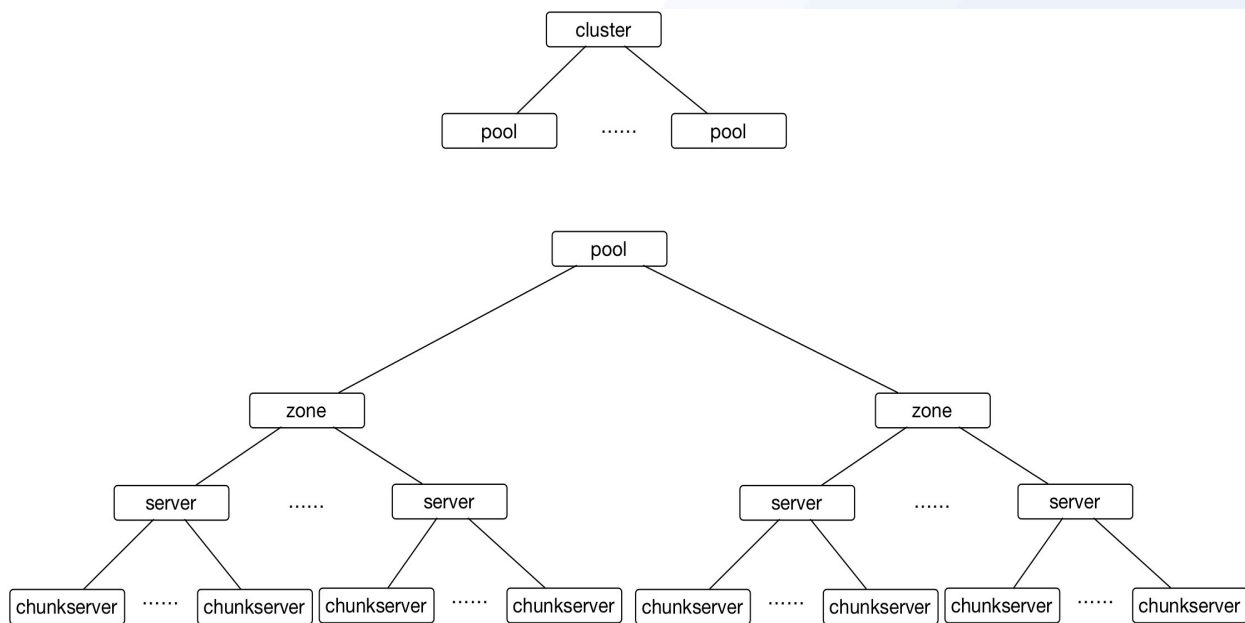 cluster
pool ...... pool
pool
zone zone
server ...... server server ...... server
chunkserver ...... chunkserver chunkserver ...... chunkserver chunkserver ...... chunkserver chunkserver ...... chunkserver